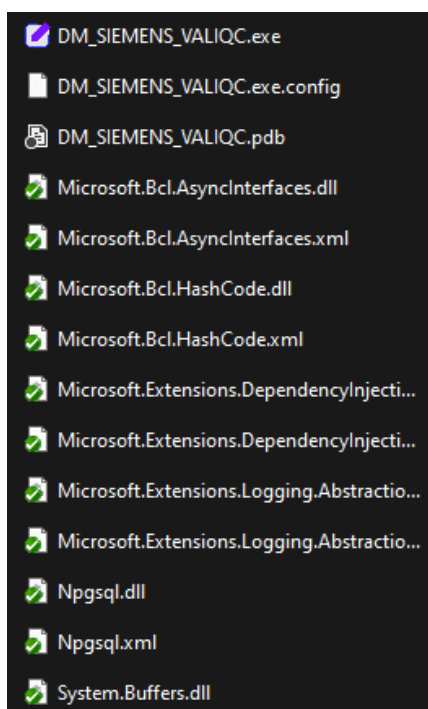 DM_SIEMENS_VALIQC.exe
DM_SIEMENS_VALIQC.exe.config
DM_SIEMENS_VALIQC.pdb
Microsoft.Bcl.AsyncInterfaces.dll
Microsoft.Bcl.AsyncInterfaces.xml
Microsoft.Bcl.HashCode.dll
Microsoft.Bcl.HashCode.xml
Microsoft.Extensions.DependencyInjecti...
Microsoft.Extensions.DependencyInjecti...
Microsoft.Extensions.Logging.Abstractio...
Microsoft.Extensions.Logging.Abstractio...
Npgsql.dll
Npgsql.xml
System.Buffers.dll